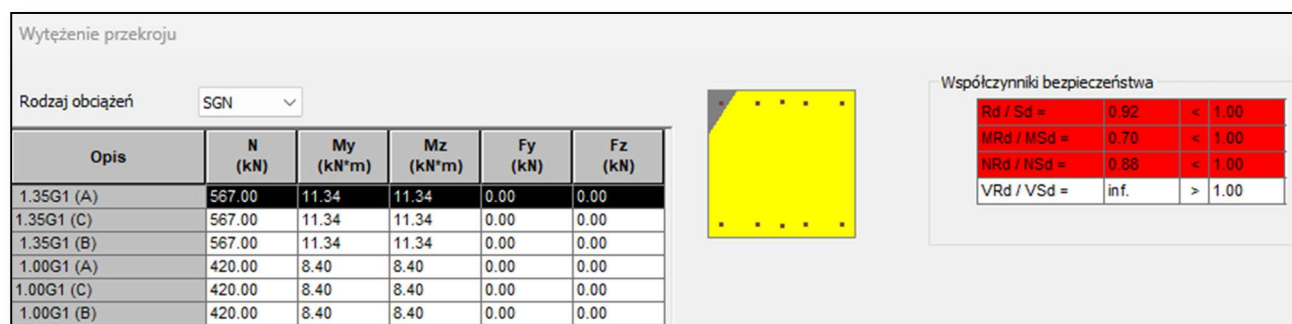 Wytężenie przekroju
Rodzaj obciążeń SGN
Opis N (kN) My (kN*m) Mz (kN*m) Fy (kN) Fz (kN)
1.35G1 (A) 567.00 11.34 11.34 0.00 0.00
1.35G1 (C) 567.00 11.34 11.34 0.00 0.00
1.35G1 (B) 567.00 11.34 11.34 0.00 0.00
1.00G1 (A) 420.00 8.40 8.40 0.00 0.00
1.00G1 (C) 420.00 8.40 8.40 0.00 0.00
1.00G1 (B) 420.00 8.40 8.40 0.00 0.00
Współczynniki bezpieczeństwa
Rd / Sd = 0.92 < 1.00
MRd / MSd = 0.70 < 1.00
NRd / NSd = 0.88 < 1.00
VRd / VSd = inf. > 1.00